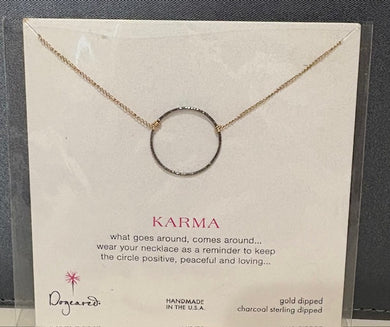 KARMA
what goes around, comes around...
wear your necklace as a reminder to keep
the circle positive, peaceful and loving...
Dogeared
HANDMADE
IN THE U.S.A.
gold dipped
charcoal sterling dipped